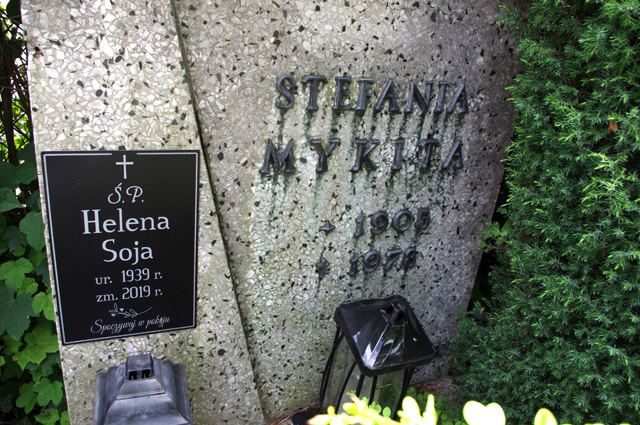 Ś.P.
Helena
Soja
ur. 1939 r.
zm. 2019 r.
Spoczywaj w pokoju
STEFANIA
MYKITA
1905
1978